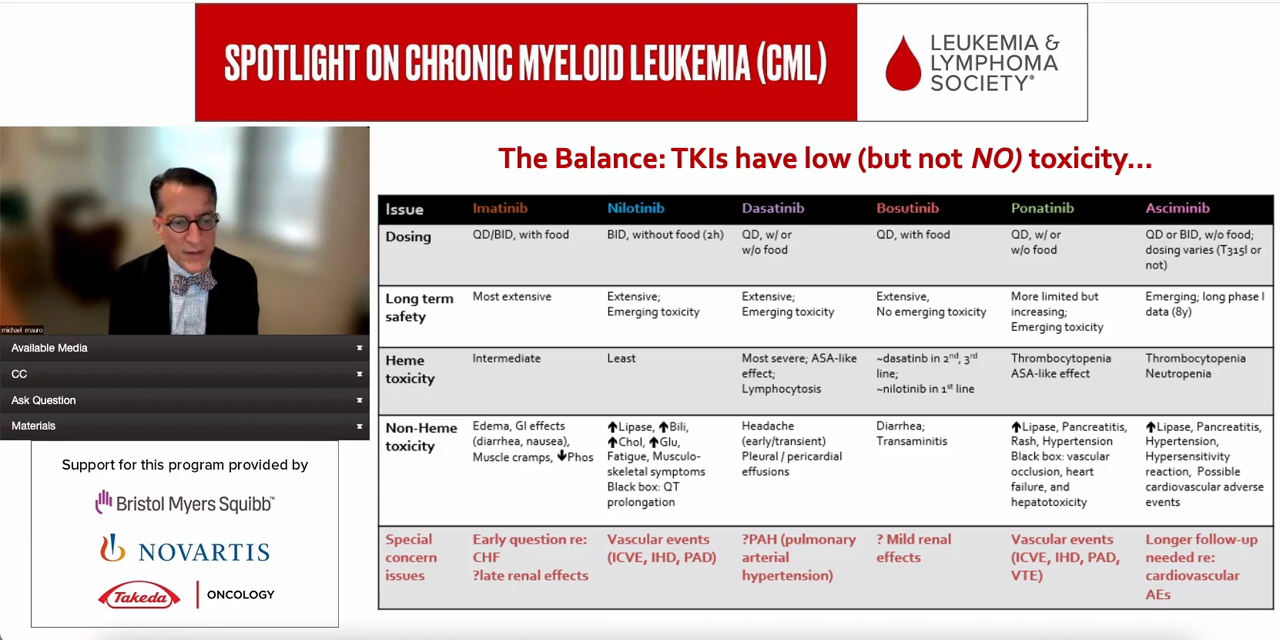 SPOTLIGHT ON CHRONIC MYELOID LEUKEMIA (CML)
LEUKEMIA &
LYMPHOMA
SOCIETY®
michael mauro
Available Media
CC
Ask Question
Materials
Support for this program provided by
Bristol Myers Squibb™
NOVARTIS
Takeda
ONCOLOGY
The Balance: TKIs have low (but not NO) toxicity...
Issue
Imatinib
Nilotinib
Dasatinib
Bosutinib
Ponatinib
Asciminib
Dosing
QD/BID, with food
BID, without food (2h)
QD, w/ or
w/o food
QD, with food
QD, w/ or
w/o food
QD or BID, w/o food;
dosing varies (T315I or
not)
Long term
safety
Most extensive
Extensive;
Emerging toxicity
Extensive;
Emerging toxicity
Extensive,
No emerging toxicity
More limited but
increasing;
Emerging toxicity
Emerging; long phase I
data (8y)
Heme
toxicity
Intermediate
Least
Most severe; ASA-like
effect;
Lymphocytosis
~dasatinb in 2nd, 3rd
line;
~nilotinib in 1st line
Thrombocytopenia
ASA-like effect
Thrombocytopenia
Neutropenia
Non-Heme
toxicity
Edema, GI effects
(diarrhea, nausea),
Muscle cramps, ↓Phos
↑Lipase, ↑Bili,
↑Chol, ↑Glu,
Fatigue, Musculo-
skeletal symptoms
Black box: QT
prolongation
Headache
(early/transient)
Pleural / pericardial
effusions
Diarrhea;
Transaminitis
↑Lipase, Pancreatitis,
Rash, Hypertension
Black box: vascular
occlusion, heart
failure, and
hepatotoxicity
↑Lipase, Pancreatitis,
Hypertension,
Hypersensitivity
reaction, Possible
cardiovascular adverse
events
Special
concern
issues
Early question re:
CHF
?late renal effects
Vascular events
(ICVE, IHD, PAD)
?PAH (pulmonary
arterial
hypertension)
? Mild renal
effects
Vascular events
(ICVE, IHD, PAD,
VTE)
Longer follow-up
needed re:
cardiovascular
AEs